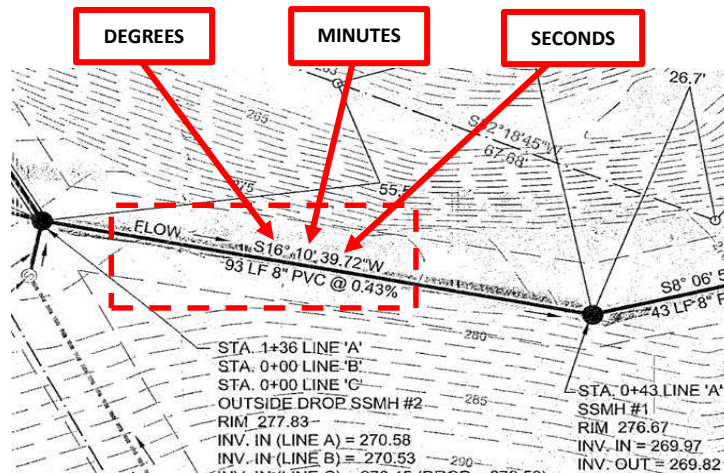 DEGREES
MINUTES
SECONDS
26.7'
265
S12°18'45"W
67.68'
275
55.5
FLOW
S16° 10' 39.72"W
93 LF 8" PVC @ 0.43%
S8° 06' 5
43 LF 8" P
280
285
290
STA. 1+36 LINE 'A'
STA. 0+00 LINE 'B'
STA. 0+00 LINE 'C'
OUTSIDE DROP SSMH #2
RIM 277.83
INV. IN (LINE A) = 270.58
INV. IN (LINE B) = 270.53
STA. 0+43 LINE 'A'
SSMH #1
RIM 276.67
INV. IN = 269.97
INV. OUT = 269.82